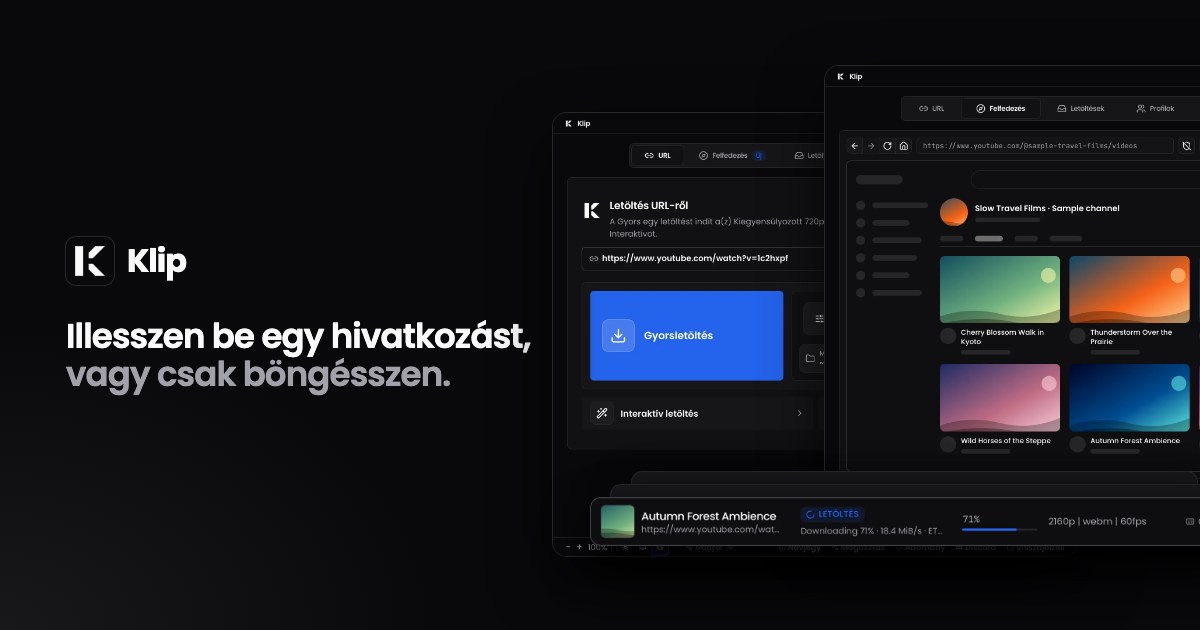 Klip
Illesszen be egy hivatkozást,
vagy csak böngésszen.
Klip
URL
Felfedezés
Letöltés URL-ről
A Gyors egy letöltést indít a(z) Kiegyensúlyozott 720p
Interaktívot.
https://www.youtube.com/watch?v=1c2hxpf
Gyorsletöltés
Interaktív letöltés
100%
Klip
URL
Felfedezés
Letöltések
Profilok
https://www.youtube.com/@sample-travel-films/videos
Slow Travel Films · Sample channel
Cherry Blossom Walk in
Kyoto
Thunderstorm Over the
Prairie
Wild Horses of the Steppe
Autumn Forest Ambience
Autumn Forest Ambience
https://www.youtube.com/wat...
LETÖLTÉS
Downloading 71% · 18.4 MiB/s · ET...
71%
2160p | webm | 60fps